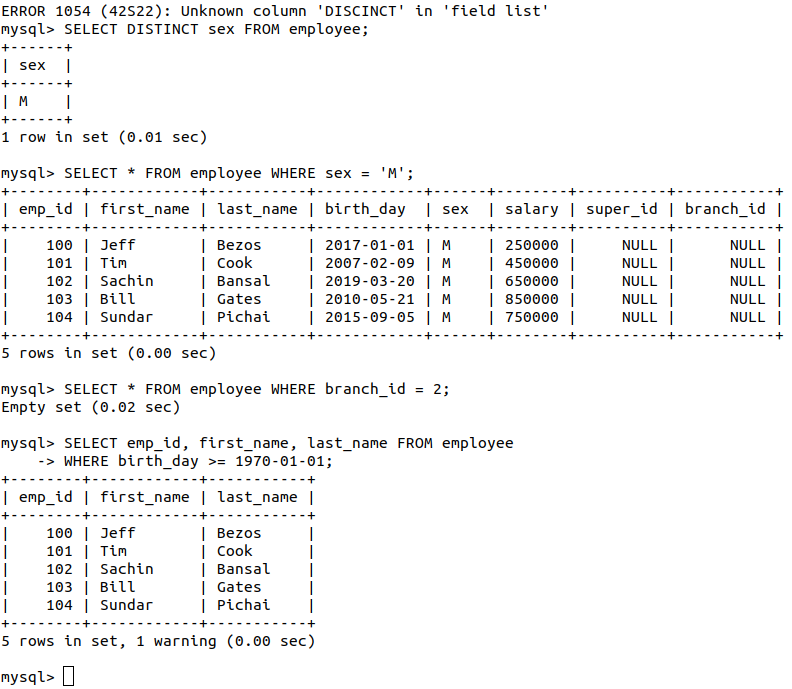 ERROR 1054 (42S22): Unknown column 'DISCINCT' in 'field list'
mysql> SELECT DISTINCT sex FROM employee;
+------+
| sex  |
+------+
| M    |
+------+
1 row in set (0.01 sec)

mysql> SELECT * FROM employee WHERE sex = 'M';
+--------+------------+-----------+------------+------+--------+----------+-----------+
| emp_id | first_name | last_name | birth_day  | sex  | salary | super_id | branch_id |
+--------+------------+-----------+------------+------+--------+----------+-----------+
|    100 | Jeff       | Bezos     | 2017-01-01 | M    | 250000 |     NULL |      NULL |
|    101 | Tim        | Cook      | 2007-02-09 | M    | 450000 |     NULL |      NULL |
|    102 | Sachin     | Bansal    | 2019-03-20 | M    | 650000 |     NULL |      NULL |
|    103 | Bill       | Gates     | 2010-05-21 | M    | 850000 |     NULL |      NULL |
|    104 | Sundar     | Pichai    | 2015-09-05 | M    | 750000 |     NULL |      NULL |
+--------+------------+-----------+------------+------+--------+----------+-----------+
5 rows in set (0.00 sec)

mysql> SELECT * FROM employee WHERE branch_id = 2;
Empty set (0.02 sec)

mysql> SELECT emp_id, first_name, last_name FROM employee
    -> WHERE birth_day >= 1970-01-01;
+--------+------------+-----------+
| emp_id | first_name | last_name |
+--------+------------+-----------+
|    100 | Jeff       | Bezos     |
|    101 | Tim        | Cook      |
|    102 | Sachin     | Bansal    |
|    103 | Bill       | Gates     |
|    104 | Sundar     | Pichai    |
+--------+------------+-----------+
5 rows in set, 1 warning (0.00 sec)

mysql>